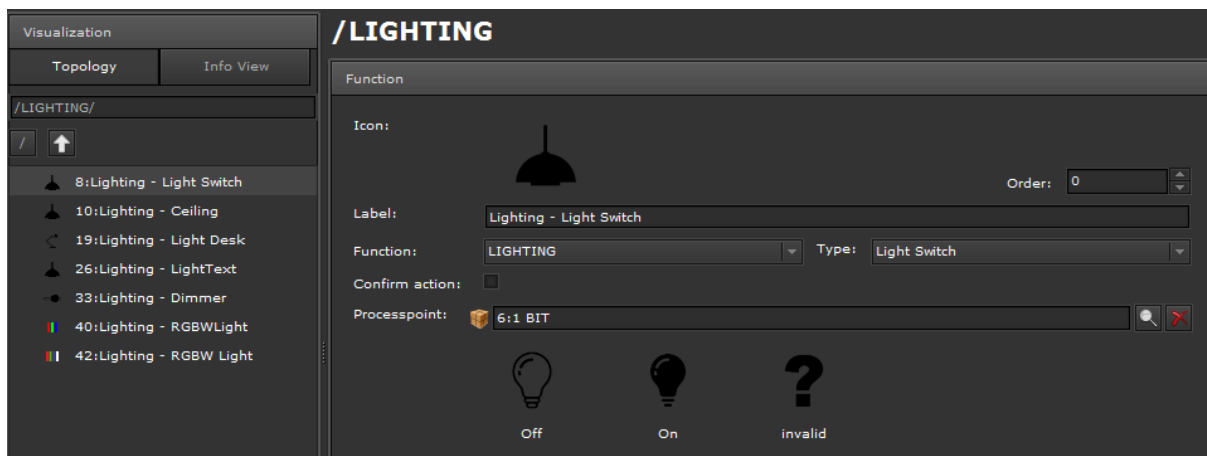 Visualization
Topology
Info View
/LIGHTING/
/
8:Lighting - Light Switch
10:Lighting - Ceiling
19:Lighting - Light Desk
26:Lighting - LightText
33:Lighting - Dimmer
40:Lighting - RGBWLight
42:Lighting - RGBW Light
/LIGHTING
Function
Icon:
Order: 0
Label: Lighting - Light Switch
Function: LIGHTING Type: Light Switch
Confirm action:
Processpoint: 6:1 BIT
?
Off On invalid